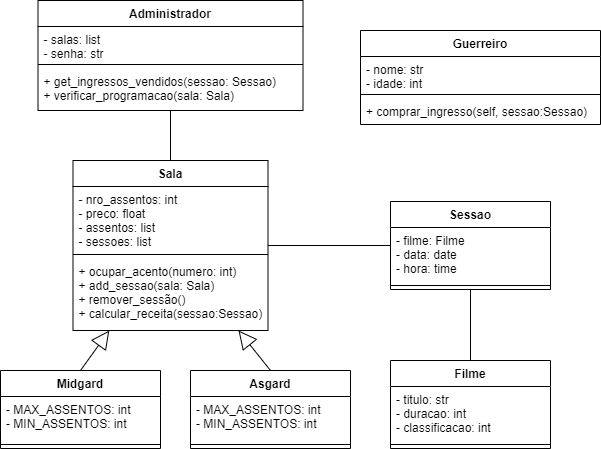 Administrador
- salas: list
- senha: str
+ get_ingressos_vendidos(sessao: Sessao)
+ verificar_programacao(sala: Sala)
Guerreiro
- nome: str
- idade: int
+ comprar_ingresso(self, sessao:Sessao)
Sala
- nro_assentos: int
- preco: float
- assentos: list
- sessoes: list
+ ocupar_acento(numero: int)
+ add_sessao(sala: Sala)
+ remover_sessão()
+ calcular_receita(sessao:Sessao)
Sessao
- filme: Filme
- data: date
- hora: time
Midgard
- MAX_ASSENTOS: int
- MIN_ASSENTOS: int
Asgard
- MAX_ASSENTOS: int
- MIN_ASSENTOS: int
Filme
- titulo: str
- duracao: int
- classificacao: int